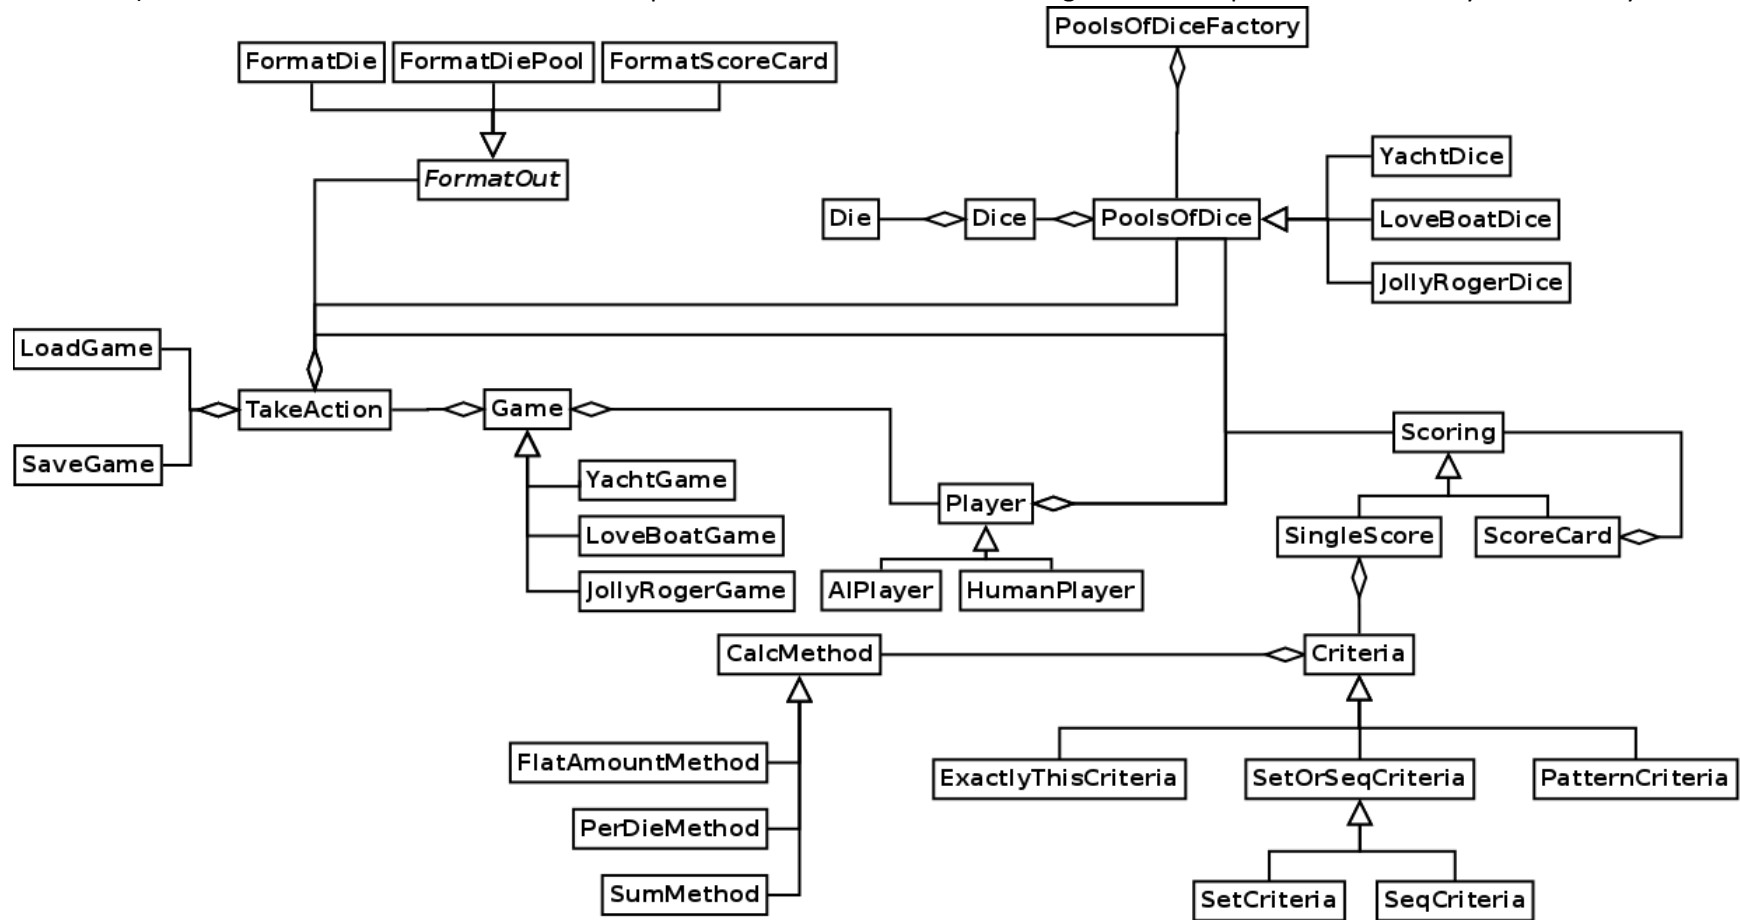 PoolsOfDiceFactory
FormatDie
FormatDiePool
FormatScoreCard
YachtDice
FormatOut
Die
Dice
PoolsOfDice
LoveBoatDice
JollyRogerDice
LoadGame
TakeAction
Game
Scoring
SaveGame
YachtGame
Player
LoveBoatGame
SingleScore
ScoreCard
JollyRogerGame
AIPlayer
HumanPlayer
CalcMethod
Criteria
FlatAmountMethod
ExactlyThisCriteria
SetOrSeqCriteria
PatternCriteria
PerDieMethod
SumMethod
SetCriteria
SeqCriteria